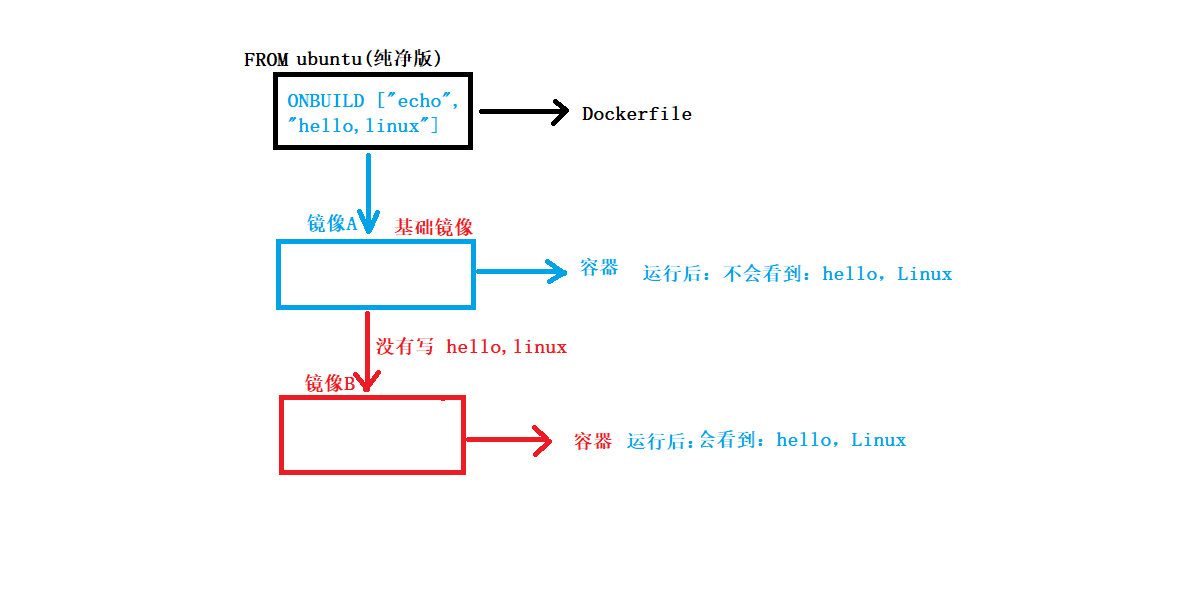 FROM ubuntu(纯净版)
ONBUILD ["echo",
"hello,linux"]
Dockerfile
镜像A
基础镜像
容器
运行后：不会看到：hello，Linux
没有写 hello,linux
镜像B
容器
运行后：会看到：hello，Linux